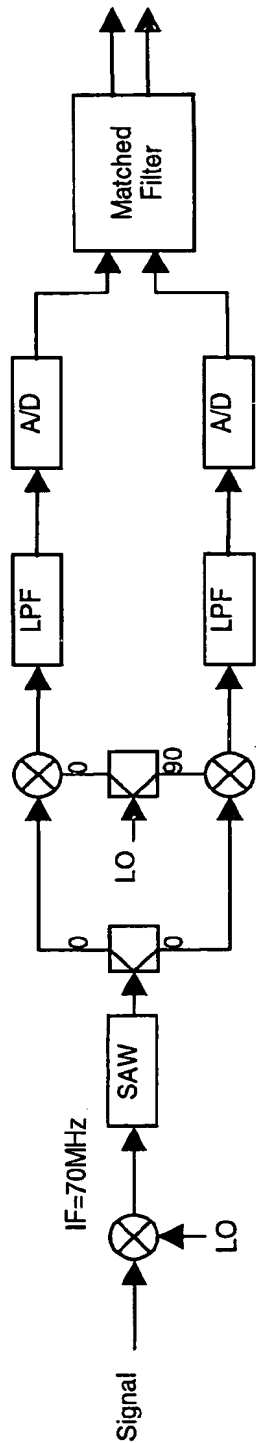 Signal
LO
IF=70MHz
SAW
0
0
LO
0
90
LPF
LPF
A/D
A/D
Matched
Filter